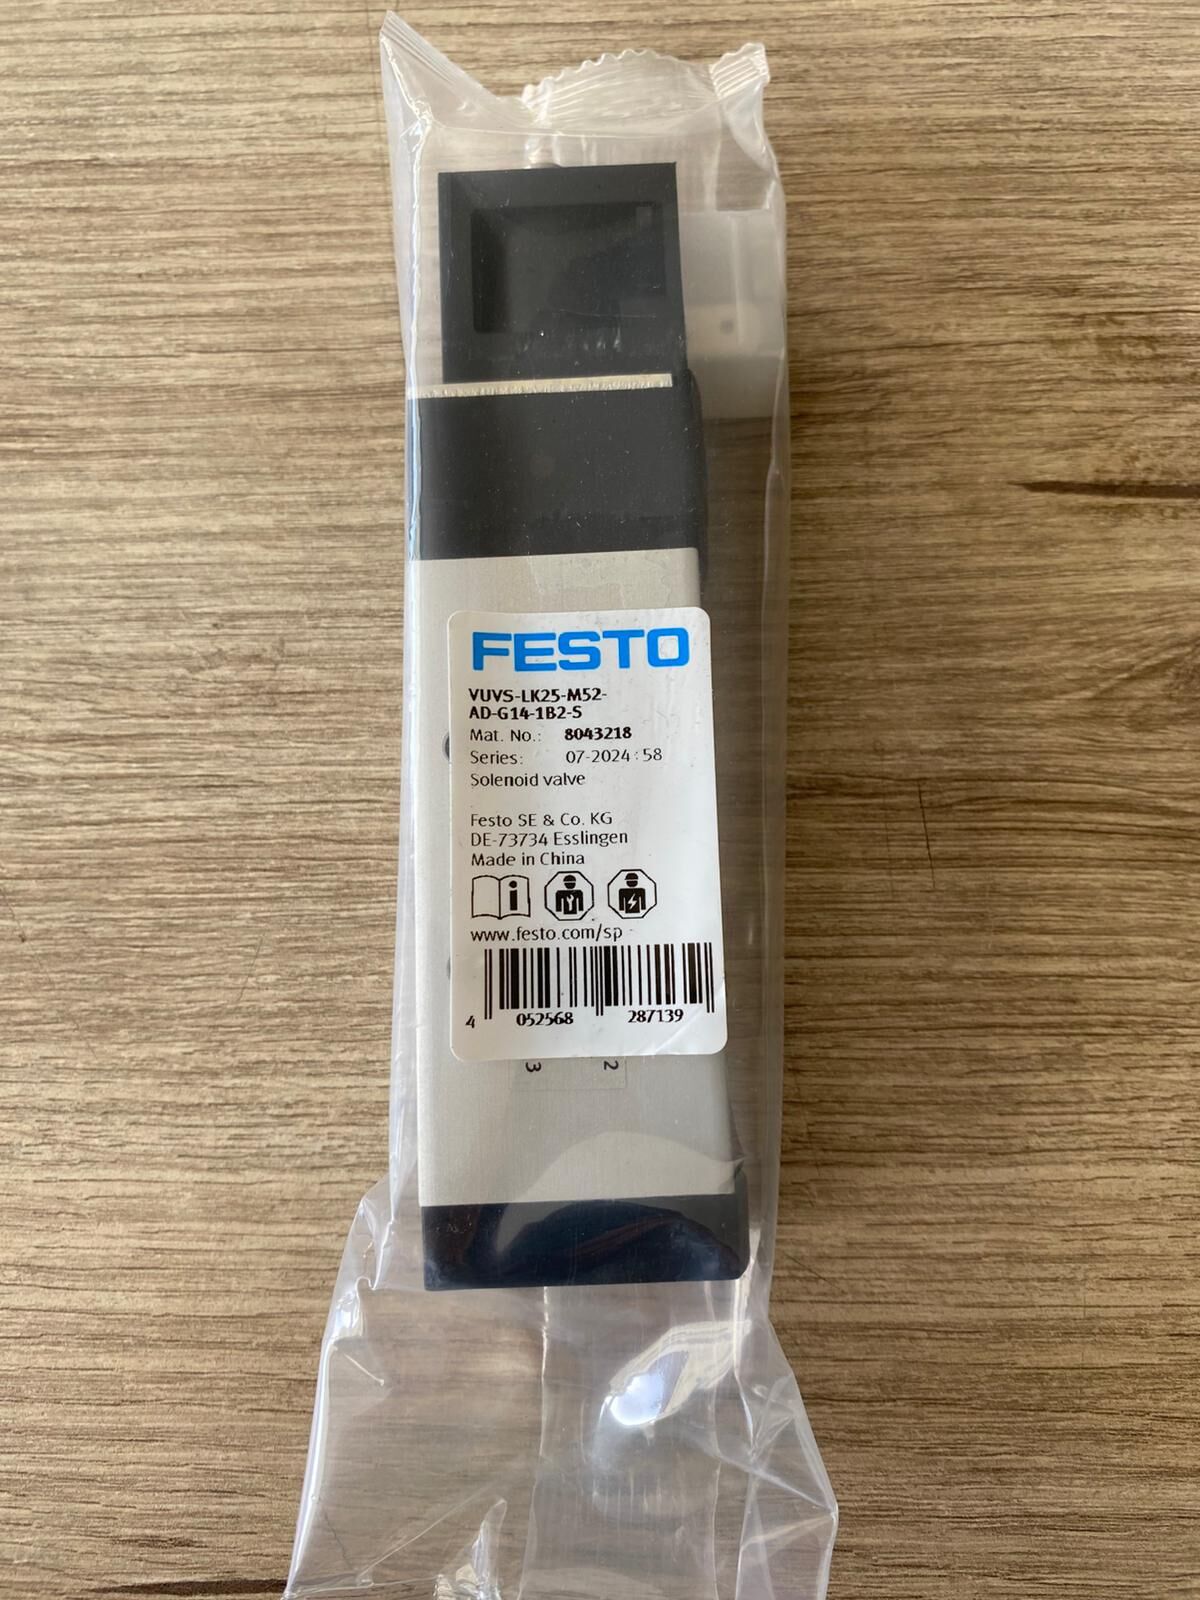 FESTO
VUVS-LK25-M52-
AD-G14-1B2-S
Mat. No.: 8043218
Series: 07-2024:58
Solenoid valve
Festo SE & Co. KG
DE-73734 Esslingen
Made in China
www.festo.com/sp
4 052568 287139
3 2